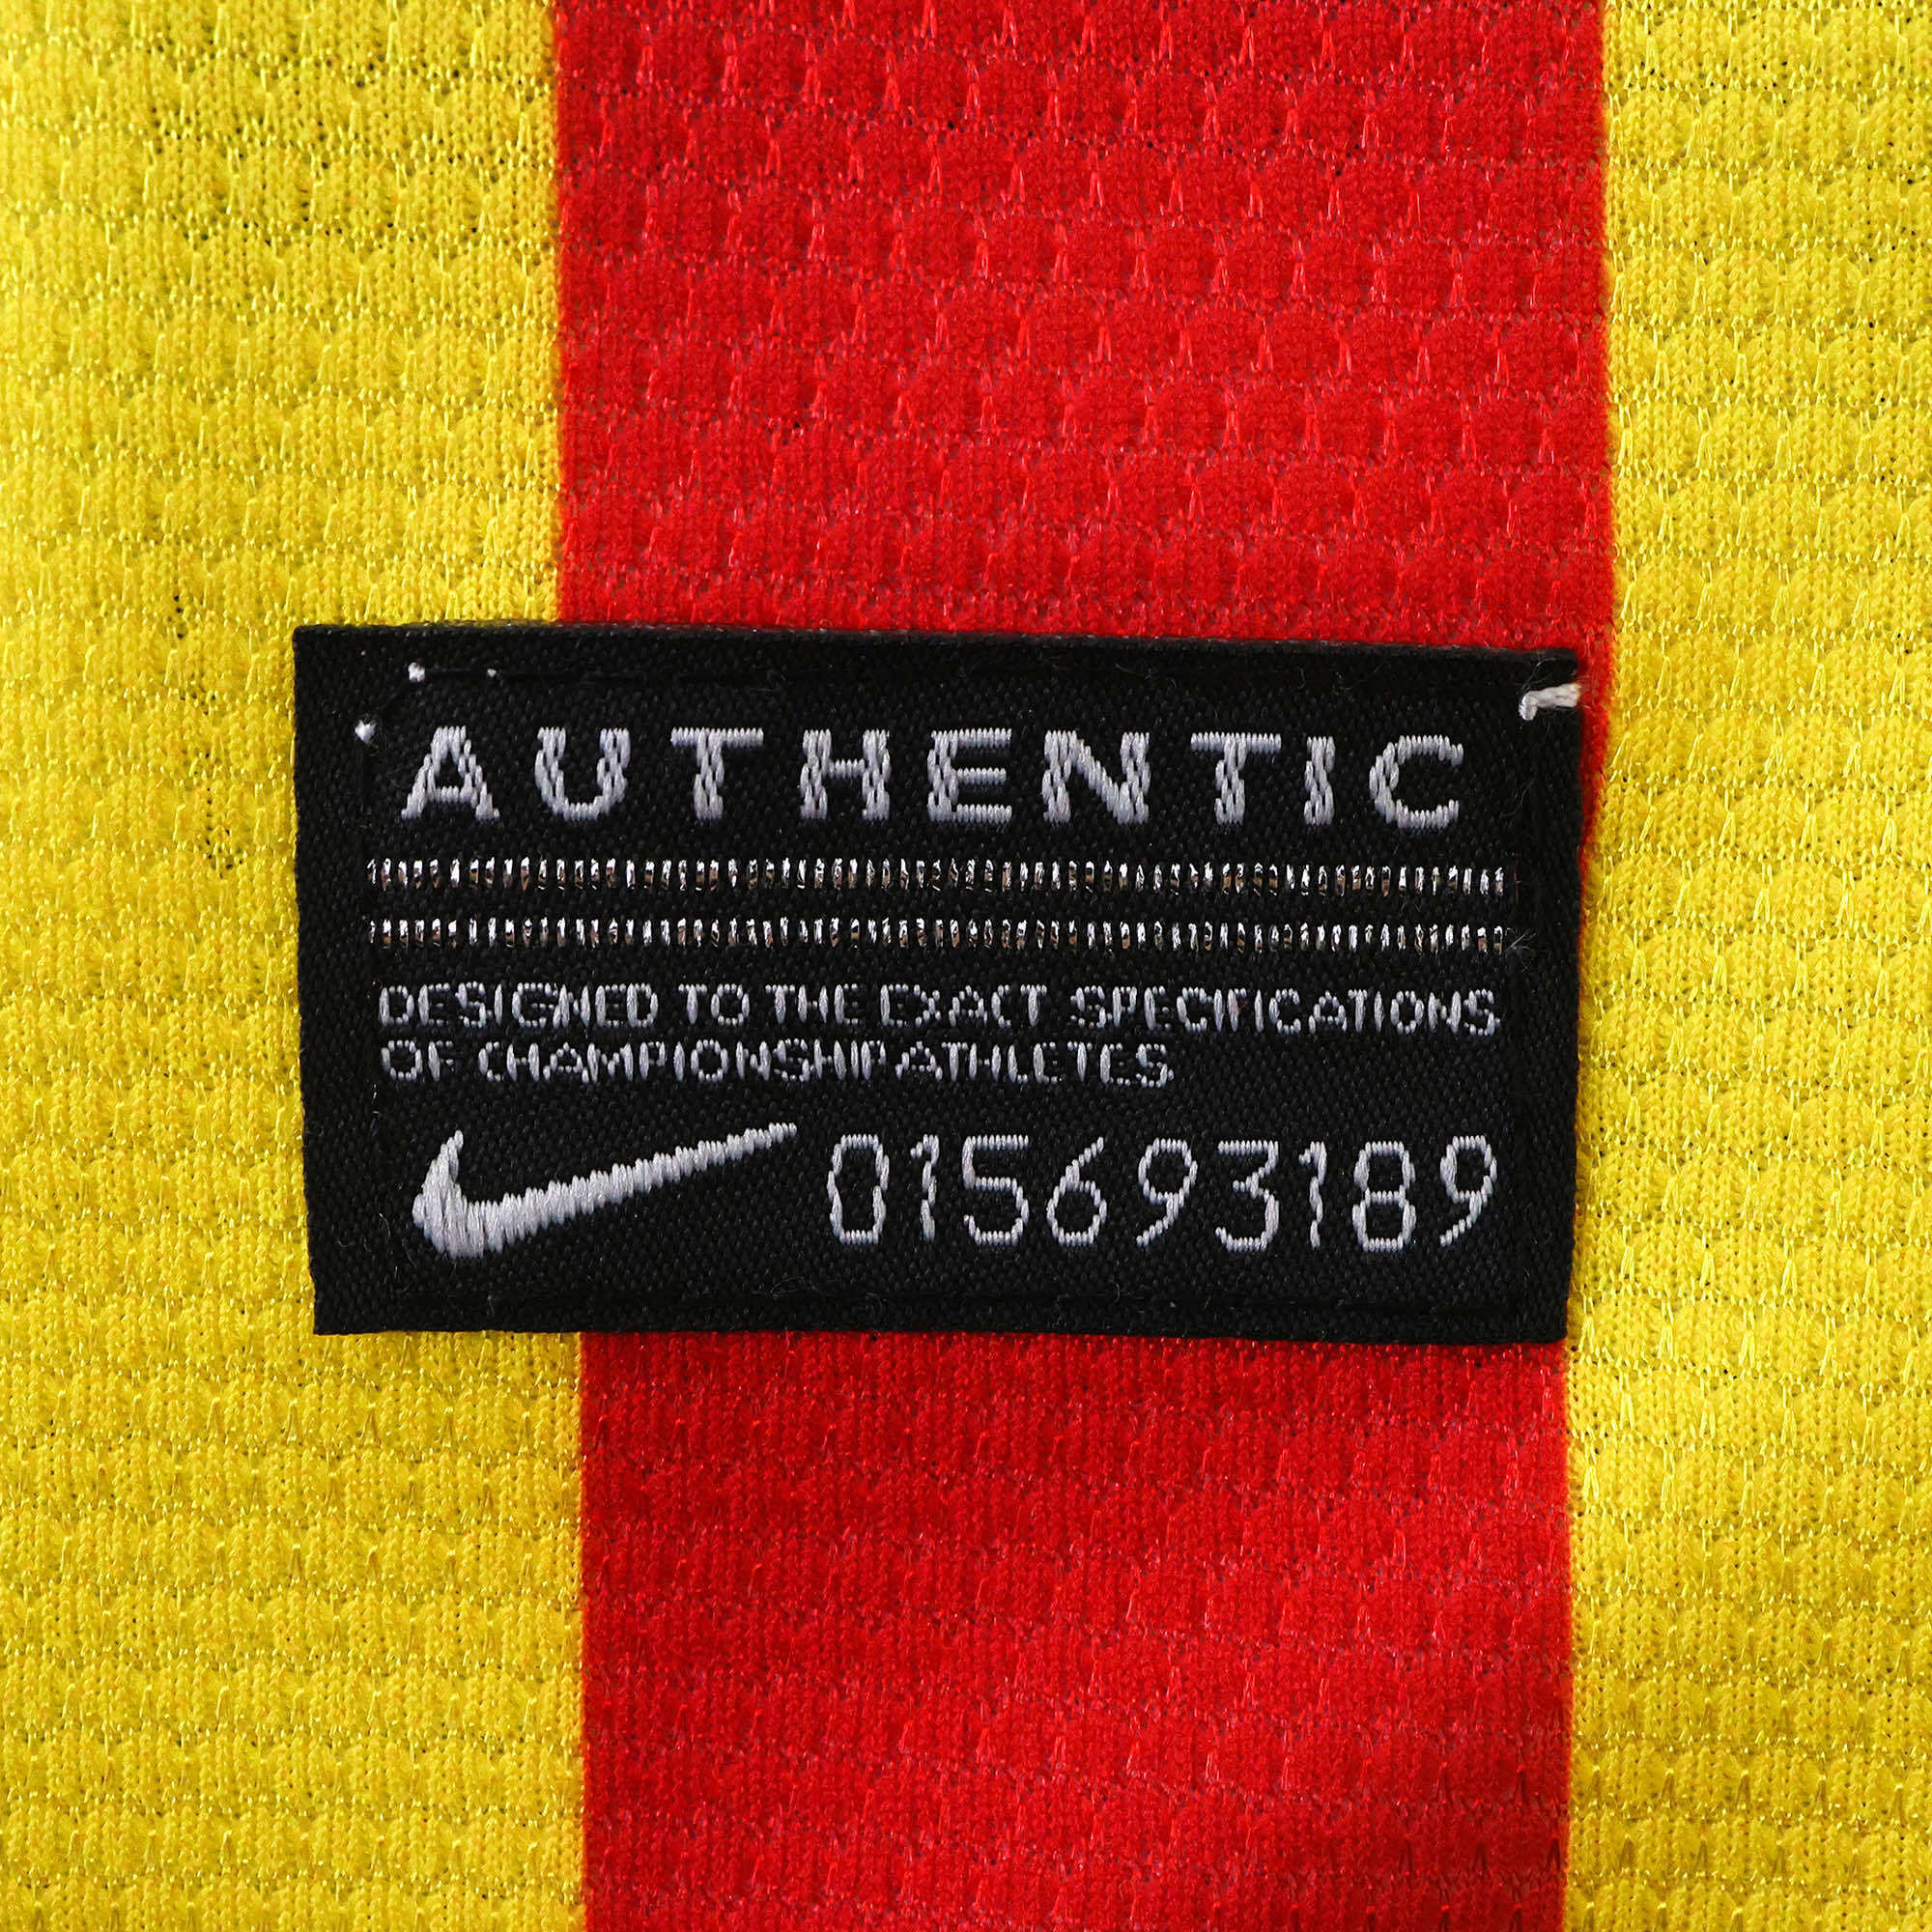 AUTHENTIC
DESIGNED TO THE EXACT SPECIFICATIONS
OF CHAMPIONSHIP ATHLETES
015693189